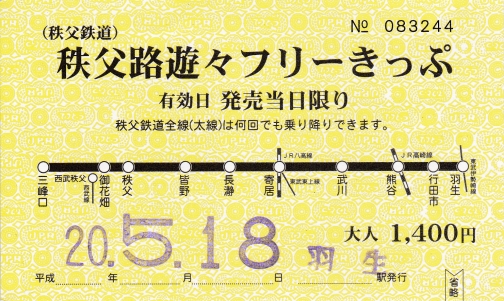 (秩父鉄道)
№ 083244
秩父路遊々フリーきっぷ
有効日 発売当日限り
秩父鉄道全線(太線)は何回でも乗り降りできます。
JR八高線
JR高崎線
東武伊勢崎線
西武秩父
西武線
東武東上線
三峰口
御花畑
秩父
皆野
長瀞
寄居
武川
熊谷
行田市
羽生
大人 1,400円
20.5.18
羽生
平成 年 月 日 駅発行
省略